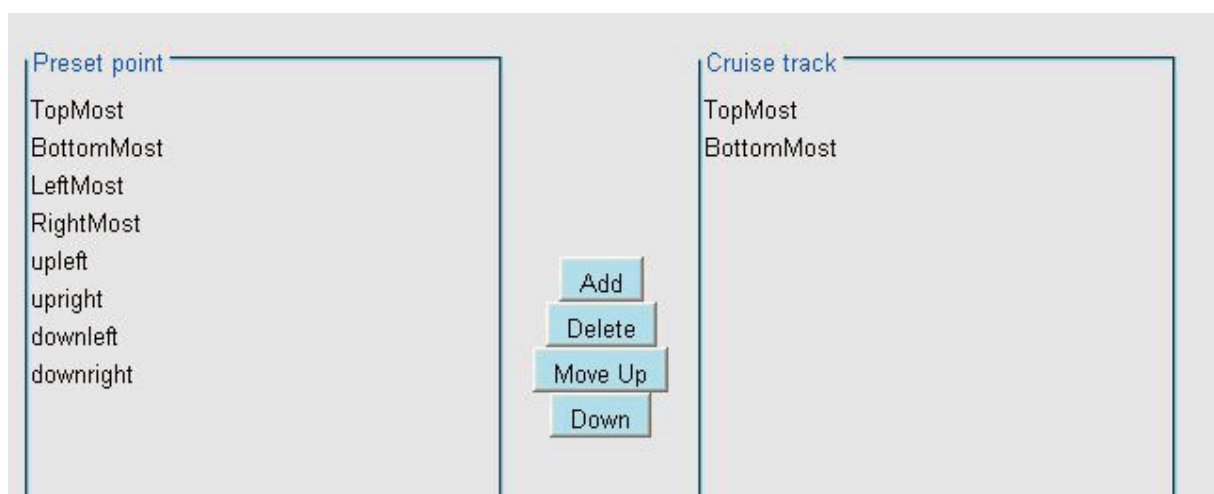 Preset point
TopMost
BottomMost
LeftMost
RightMost
upleft
upright
downleft
downright
Add
Delete
Move Up
Down
Cruise track
TopMost
BottomMost